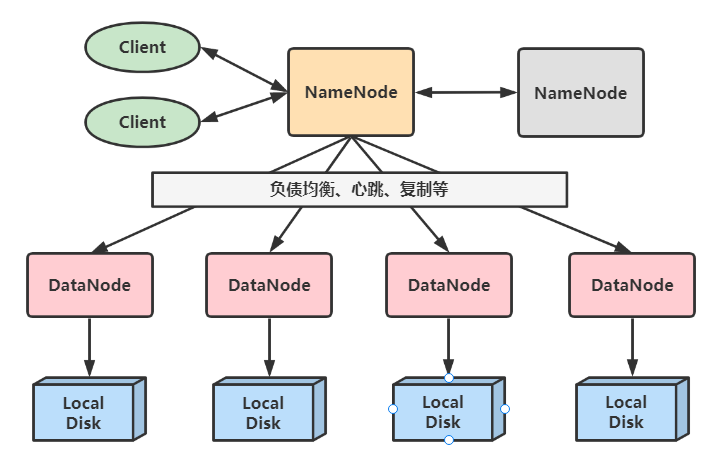 Client
NameNode
NameNode
Client
负债均衡、心跳、复制等
DataNode
DataNode
DataNode
DataNode
Local
Disk
Local
Disk
Local
Disk
Local
Disk